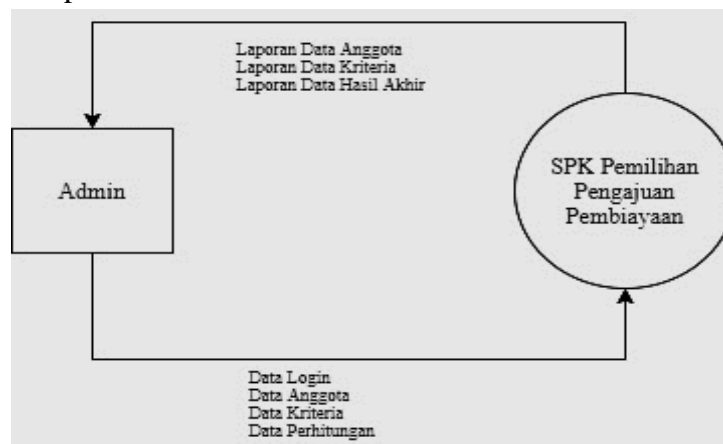 Laporan Data Anggota
Laporan Data Kriteria
Laporan Data Hasil Akhir
Admin
SPK Pemilihan
Pengajuan
Pembiayaan
Data Login
Data Anggota
Data Kriteria
Data Perhitungan